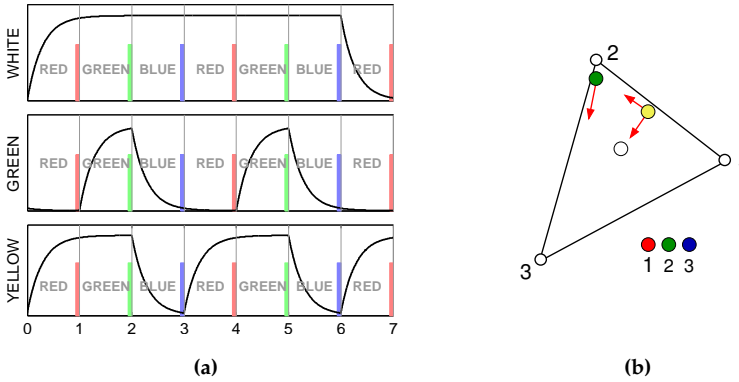 WHITE
RED GREEN BLUE RED GREEN BLUE RED
GREEN
RED GREEN BLUE RED GREEN BLUE RED
YELLOW
RED GREEN BLUE RED GREEN BLUE RED
0 1 2 3 4 5 6 7
(a)
2
3
1 2 3
(b)